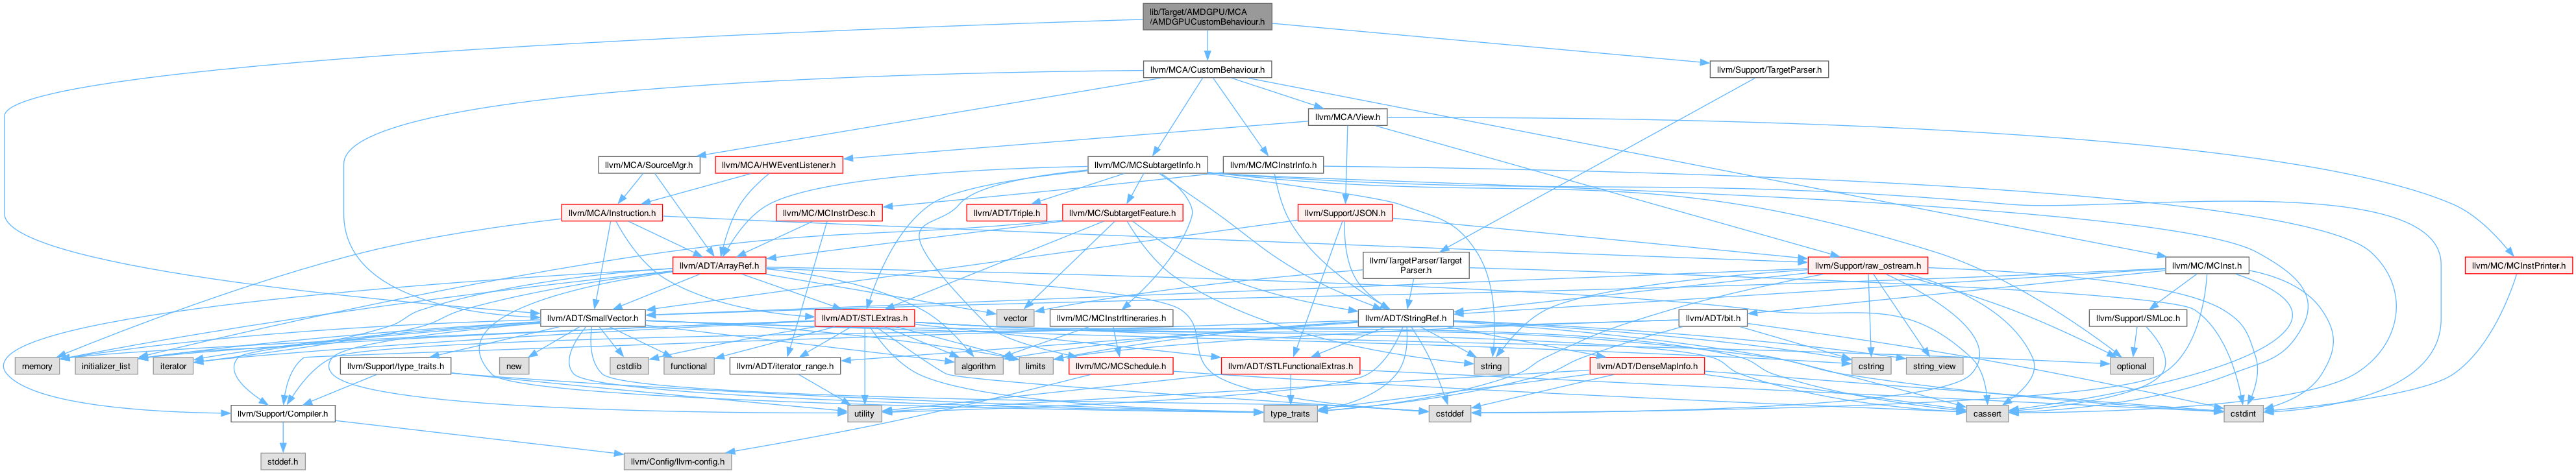 lib/Target/AMDGPU/MCA
/AMDGPUCustomBehaviour.h
llvm/MCA/CustomBehaviour.h
llvm/Support/TargetParser.h
llvm/MCA/View.h
llvm/MCA/SourceMgr.h
llvm/MCA/HWEventListener.h
llvm/MC/MCSubtargetInfo.h
llvm/MC/MCInstrInfo.h
llvm/MCA/Instruction.h
llvm/MC/MCInstrDesc.h
llvm/ADT/Triple.h
llvm/MC/SubtargetFeature.h
llvm/Support/JSON.h
llvm/ADT/ArrayRef.h
llvm/TargetParser/Target
Parser.h
llvm/Support/raw_ostream.h
llvm/MC/MCInst.h
llvm/MC/MCInstPrinter.h
llvm/ADT/SmallVector.h
llvm/ADT/STLExtras.h
vector
llvm/MC/MCInstrItineraries.h
llvm/ADT/StringRef.h
llvm/ADT/bit.h
llvm/Support/SMLoc.h
memory
initializer_list
iterator
llvm/Support/type_traits.h
new
cstdlib
functional
llvm/ADT/iterator_range.h
algorithm
limits
llvm/MC/MCSchedule.h
llvm/ADT/STLFunctionalExtras.h
string
llvm/ADT/DenseMapInfo.h
cstring
string_view
optional
llvm/Support/Compiler.h
utility
type_traits
cstddef
cassert
cstdint
stddef.h
llvm/Config/llvm-config.h